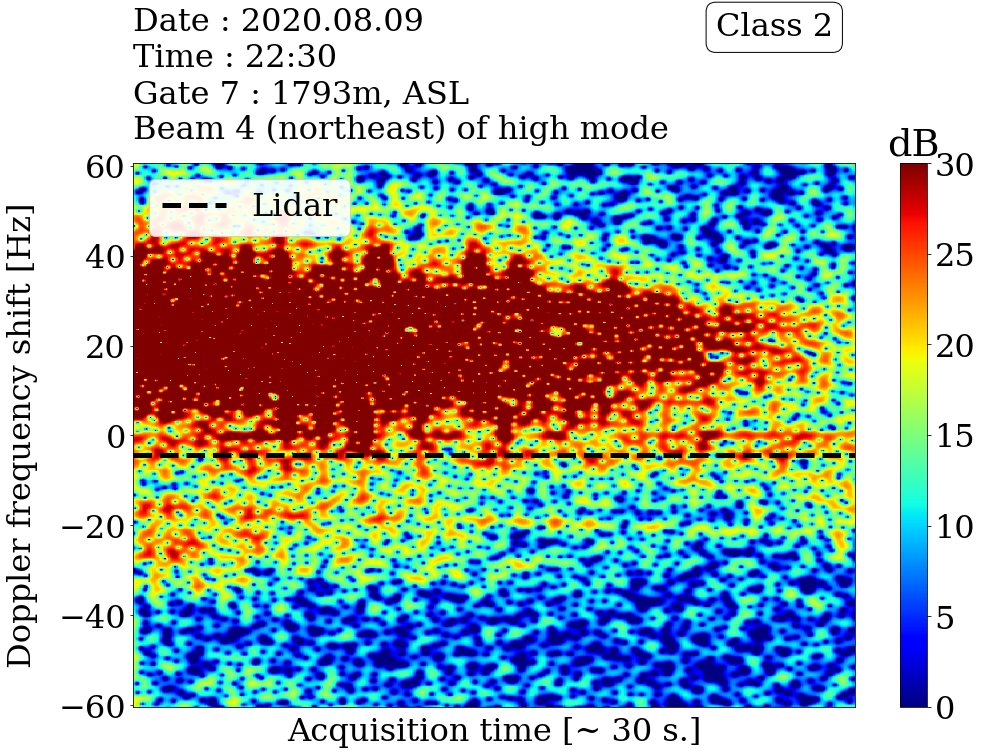 Date : 2020.08.09
Time : 22:30
Gate 7 : 1793m, ASL
Beam 4 (northeast) of high mode
Class 2
dB
Lidar
Doppler frequency shift [Hz]
60
40
20
0
−20
−40
−60
Acquisition time [~ 30 s.]
30
25
20
15
10
5
0